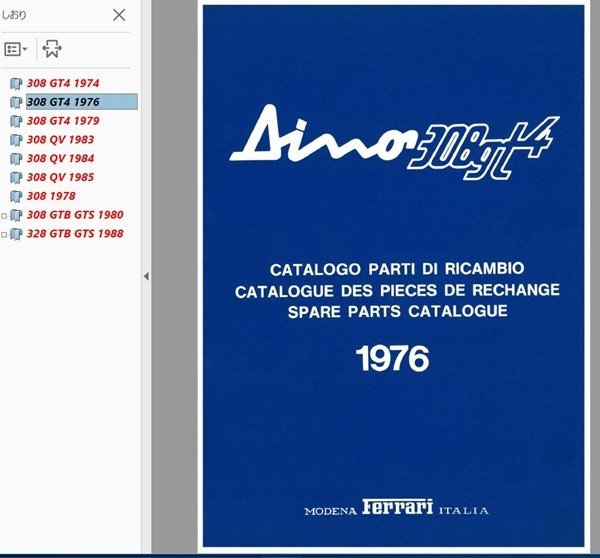 しおり
308 GT4 1974
308 GT4 1976
308 GT4 1979
308 QV 1983
308 QV 1984
308 QV 1985
308 1978
308 GTB GTS 1980
328 GTB GTS 1988
Dino 308gt4
CATALOGO PARTI DI RICAMBIO
CATALOGUE DES PIECES DE RECHANGE
SPARE PARTS CATALOGUE
1976
MODENA Ferrari ITALIA